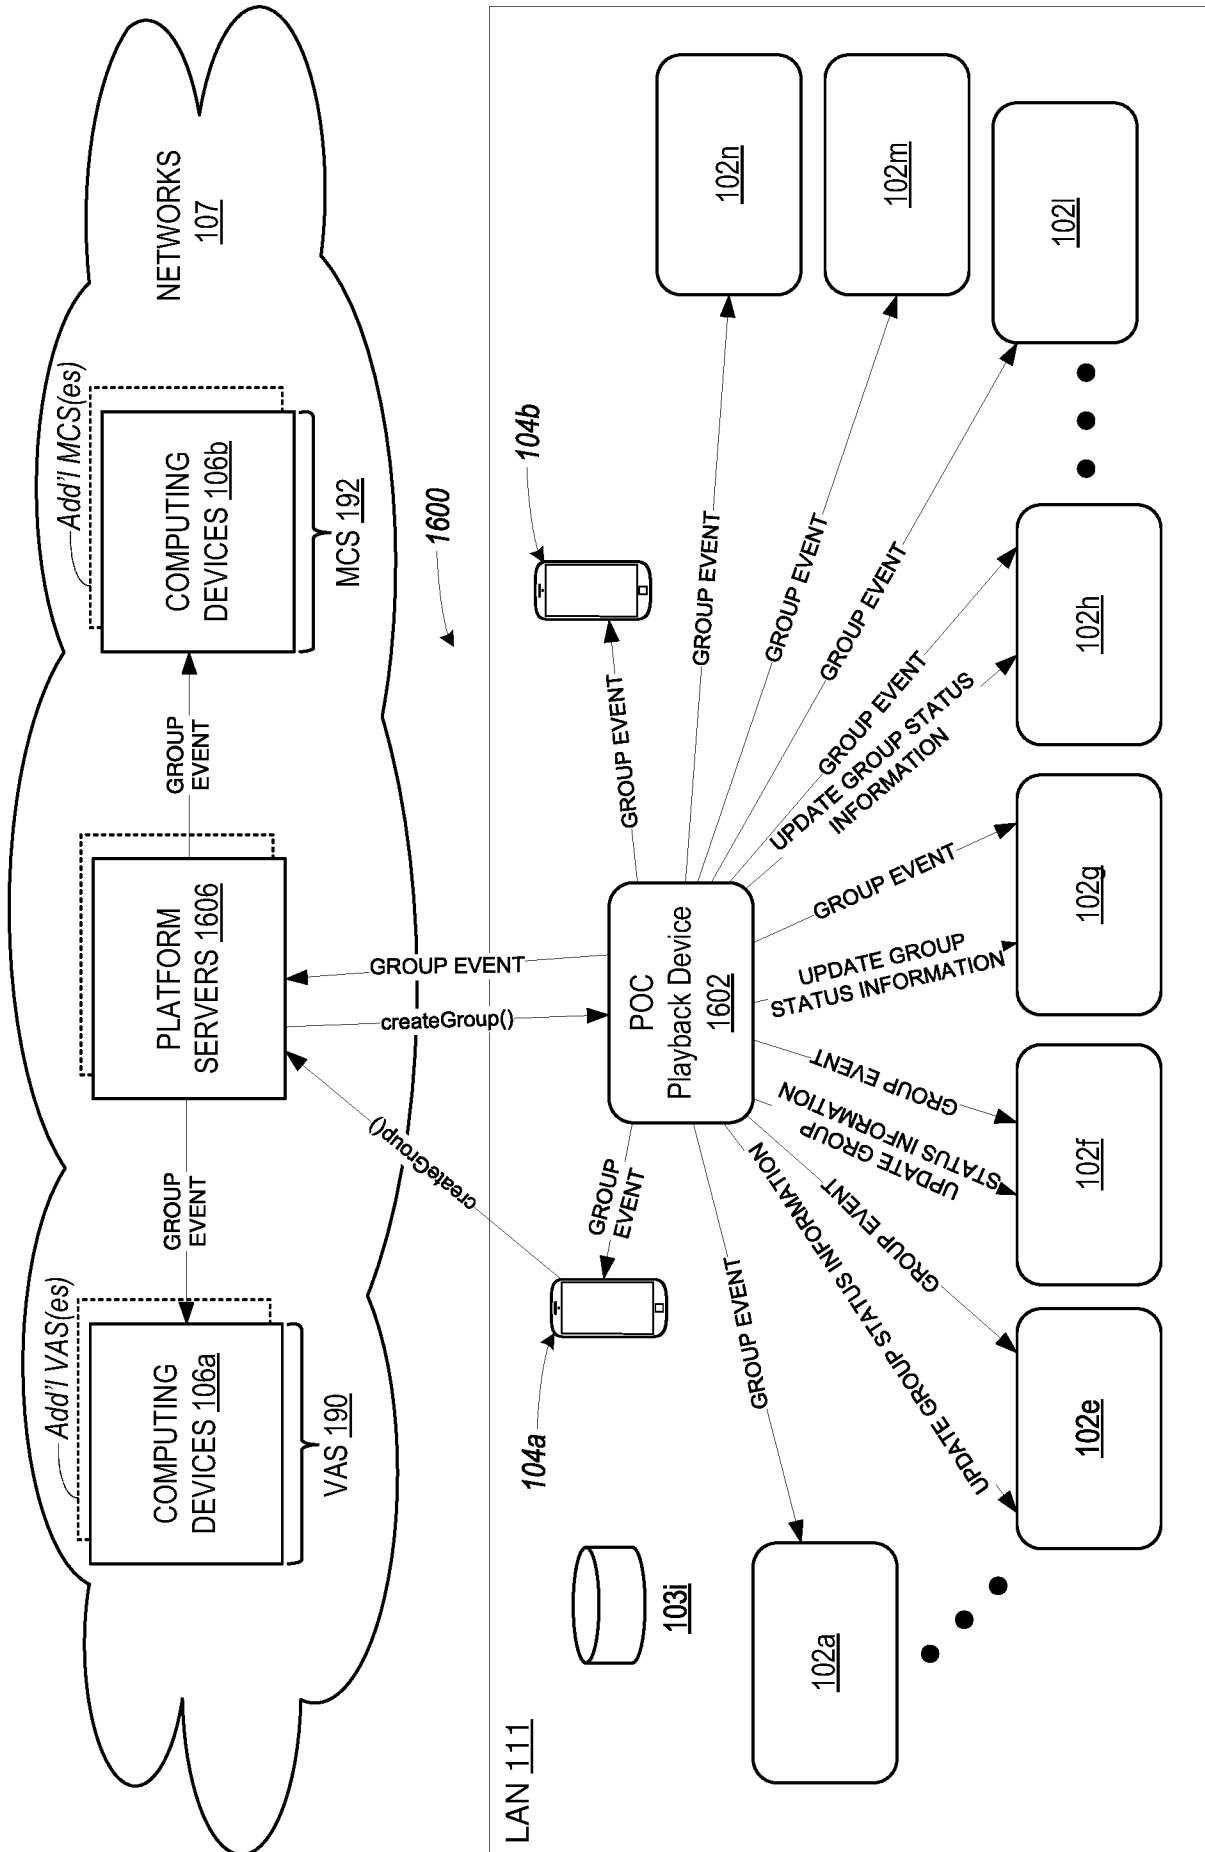 Add'l VAS(es)
COMPUTING
DEVICES 106a
VAS 190
GROUP
EVENT
PLATFORM
SERVERS 1606
GROUP
EVENT
Add'l MCS(es)
COMPUTING
DEVICES 106b
MCS 192
NETWORKS
107
1600
createGroup()
createGroup()
GROUP EVENT
LAN 111
103i
104a
104b
GROUP
EVENT
GROUP EVENT
POC
Playback Device
1602
GROUP EVENT
UPDATE GROUP STATUS INFORMATION
GROUP EVENT
UPDATE GROUP
STATUS INFORMATION
GROUP EVENT
UPDATE GROUP
STATUS INFORMATION
GROUP EVENT
UPDATE GROUP STATUS
INFORMATION
GROUP EVENT
GROUP EVENT
GROUP EVENT
GROUP EVENT
102a
102e
102f
102g
102h
102l
102m
102n